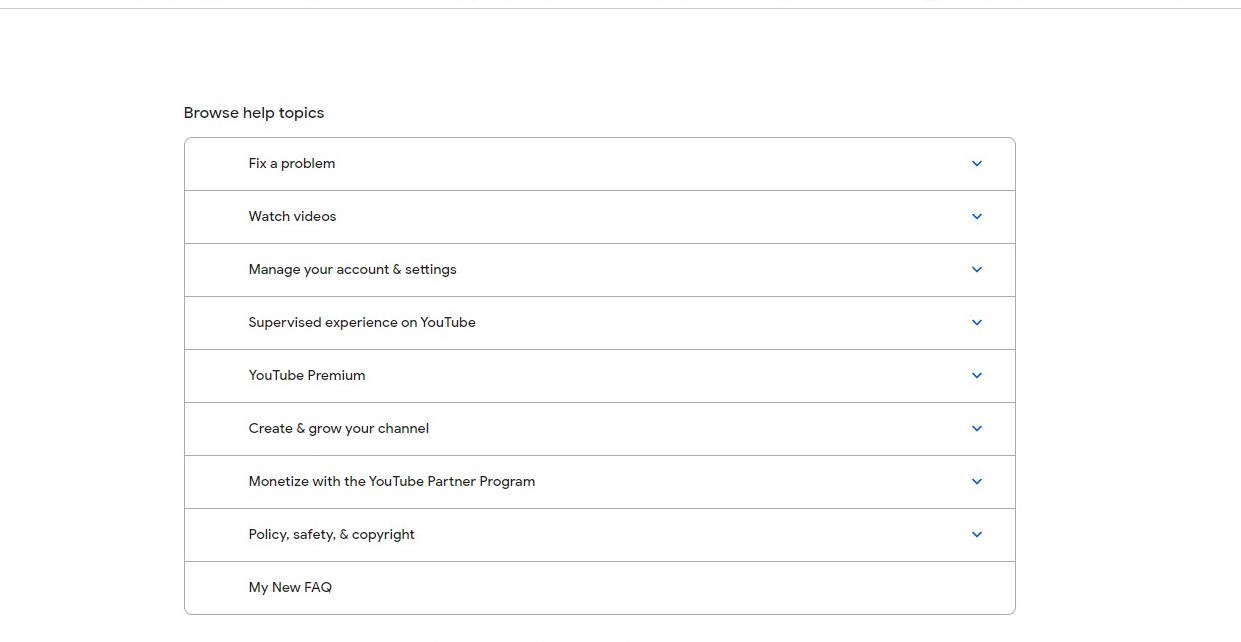 Browse help topics
Fix a problem
Watch videos
Manage your account & settings
Supervised experience on YouTube
YouTube Premium
Create & grow your channel
Monetize with the YouTube Partner Program
Policy, safety, & copyright
My New FAQ